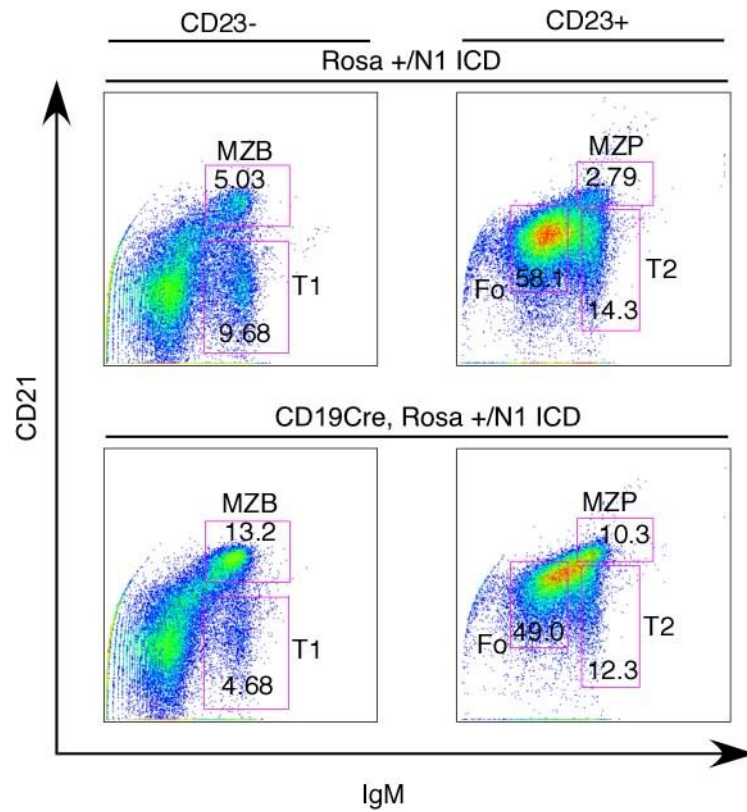 CD23-
CD23+
Rosa +/N1 ICD
MZB
5.03
T1
9.68
MZP
2.79
Fo
58.1
T2
14.3
CD21
CD19Cre, Rosa +/N1 ICD
MZB
13.2
T1
4.68
MZP
10.3
Fo
49.0
T2
12.3
IgM